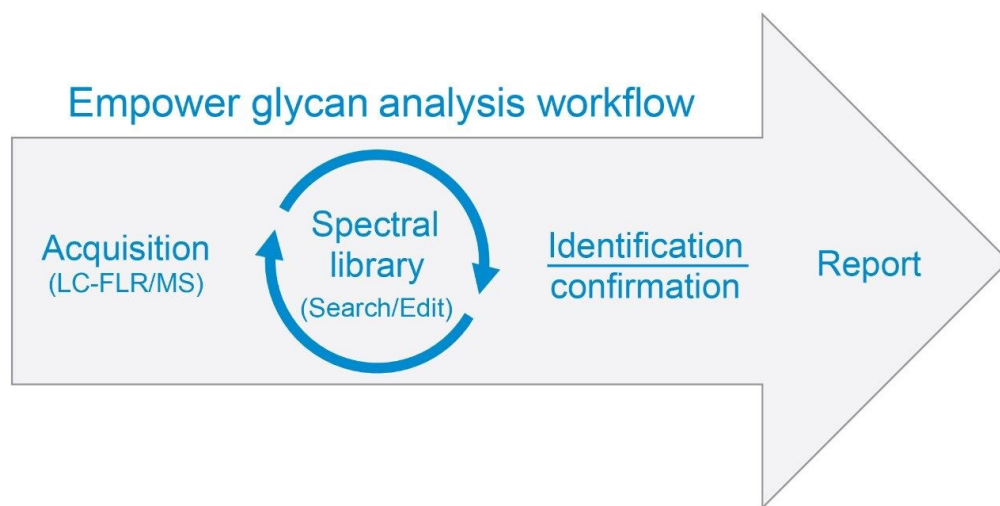 Empower glycan analysis workflow
Acquisition
(LC-FLR/MS)
Spectral
library
(Search/Edit)
Identification
confirmation
Report